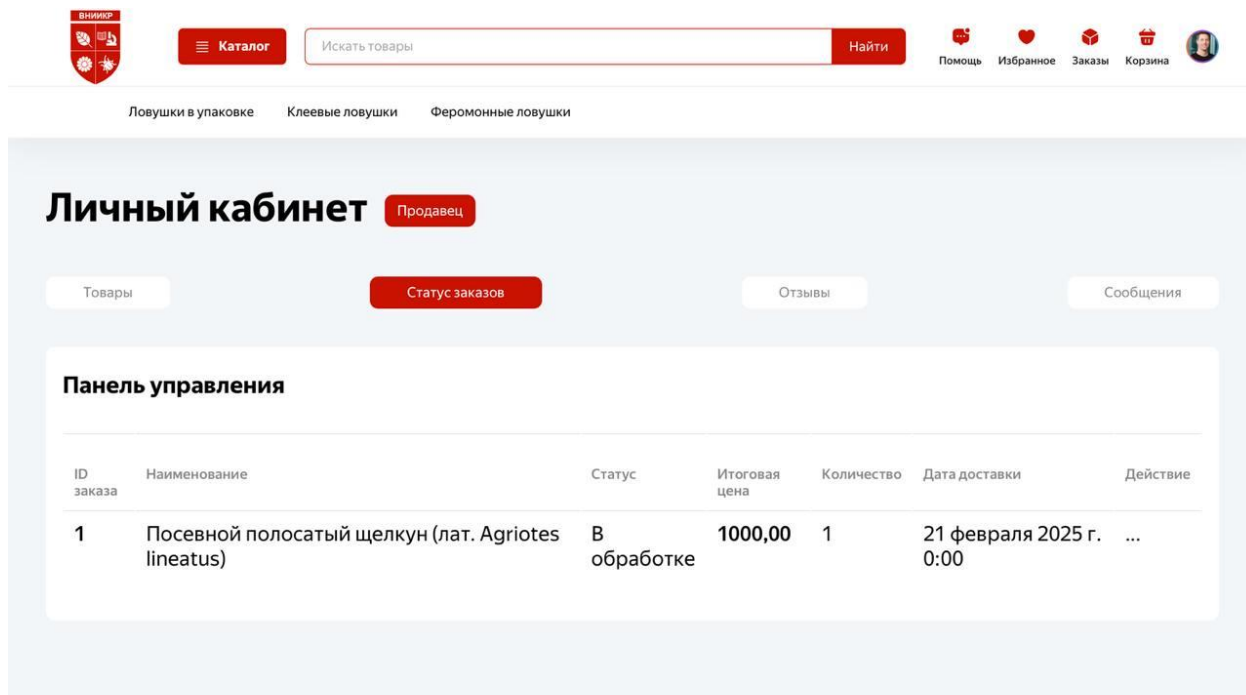 ВНИИКР
Каталог
Искать товары
Найти
Помощь
Избранное
Заказы
Корзина
Ловушки в упаковке
Клеевые ловушки
Феромонные ловушки
Личный кабинет
Продавец
Товары
Статус заказов
Отзывы
Сообщения
Панель управления
ID
заказа
Наименование
Статус
Итоговая
цена
Количество
Дата доставки
Действие
1
Посевной полосатый щелкун (лат. Agriotes
lineatus)
В
обработке
1000,00
1
21 февраля 2025 г.
0:00
...